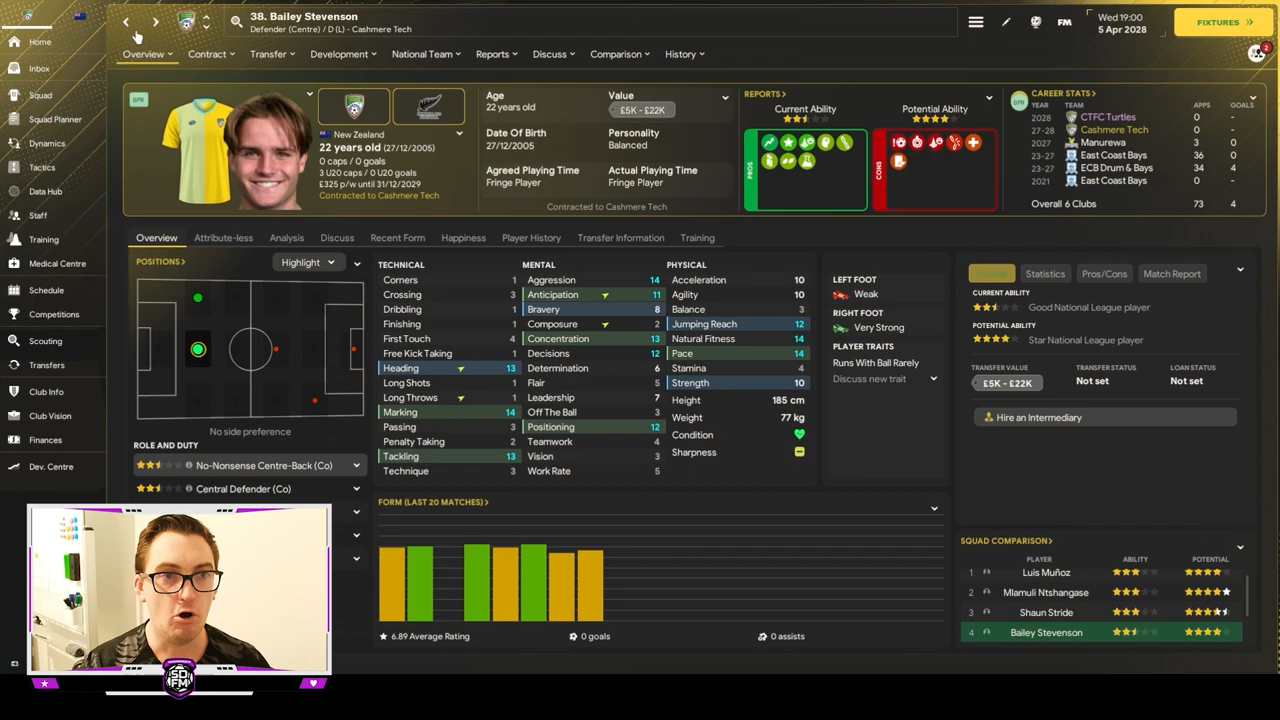 38. Bailey Stevenson
Defender (Centre) / D (L) - Cashmere Tech
FM
Wed 19:00
5 Apr 2028
FIXTURES
2
Home
Inbox
Squad
Squad Planner
Dynamics
Tactics
Data Hub
Staff
Training
Medical Centre
Schedule
Competitions
Scouting
Transfers
Club Info
Club Vision
Finances
Dev. Centre
Overview Contract Transfer Development National Team Reports Discuss Comparison History
BPR
New Zealand
22 years old (27/12/2005)
0 caps / 0 goals
3 U20 caps / 0 U20 goals
£325 p/w until 31/12/2029
Contracted to Cashmere Tech
Age
22 years old
Value
£5K - £22K
Date Of Birth
27/12/2005
Personality
Balanced
Agreed Playing Time
Fringe Player
Actual Playing Time
Fringe Player
Contracted to Cashmere Tech
REPORTS>
Current Ability
Potential Ability
PROS
CONS
BPR
CAREER STATS>
YEAR TEAM APPS GOALS
2028 CTFC Turtles 0 -
27-28 Cashmere Tech 0 -
2027 Manurewa 3 0
23-27 East Coast Bays 36 0
23-27 ECB Drum & Bays 34 4
2021 East Coast Bays 0 -
Overall 6 Clubs 73 4
Overview Attribute-less Analysis Discuss Recent Form Happiness Player History Transfer Information Training
POSITIONS>
Highlight
No side preference
ROLE AND DUTY
No-Nonsense Centre-Back (Co)
Central Defender (Co)
TECHNICAL
Corners 1
Crossing 3
Dribbling 1
Finishing 1
First Touch 4
Free Kick Taking 1
Heading 13
Long Shots 1
Long Throws 1
Marking 14
Passing 3
Penalty Taking 2
Tackling 13
Technique 3
MENTAL
Aggression 14
Anticipation 11
Bravery 8
Composure 2
Concentration 13
Decisions 12
Determination 6
Flair 5
Leadership 7
Off The Ball 3
Positioning 12
Teamwork 4
Vision 3
Work Rate 5
PHYSICAL
Acceleration 10
Agility 10
Balance 3
Jumping Reach 12
Natural Fitness 14
Pace 14
Stamina 4
Strength 10
Height 185 cm
Weight 77 kg
Condition
Sharpness
LEFT FOOT
Weak
RIGHT FOOT
Very Strong
PLAYER TRAITS
Runs With Ball Rarely
Discuss new trait
Statistics Pros/Cons Match Report
CURRENT ABILITY
Good National League player
POTENTIAL ABILITY
Star National League player
TRANSFER VALUE
£5K - £22K
TRANSFER STATUS
Not set
LOAN STATUS
Not set
Hire an Intermediary
FORM (LAST 20 MATCHES)>
6.89 Average Rating
0 goals
0 assists
SQUAD COMPARISON>
PLAYER ABILITY POTENTIAL
1 Luis Muñoz
2 Mlamuli Ntshangase
3 Shaun Stride
4 Bailey Stevenson
SD
FM